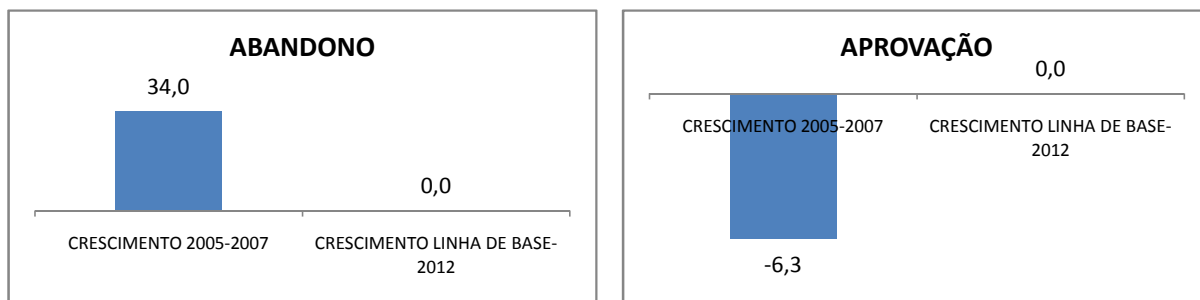 ABANDONO
34,0
0,0
CRESCIMENTO 2005-2007
CRESCIMENTO LINHA DE BASE-
2012
APROVAÇÃO
0,0
CRESCIMENTO 2005-2007
CRESCIMENTO LINHA DE BASE-
2012
-6,3